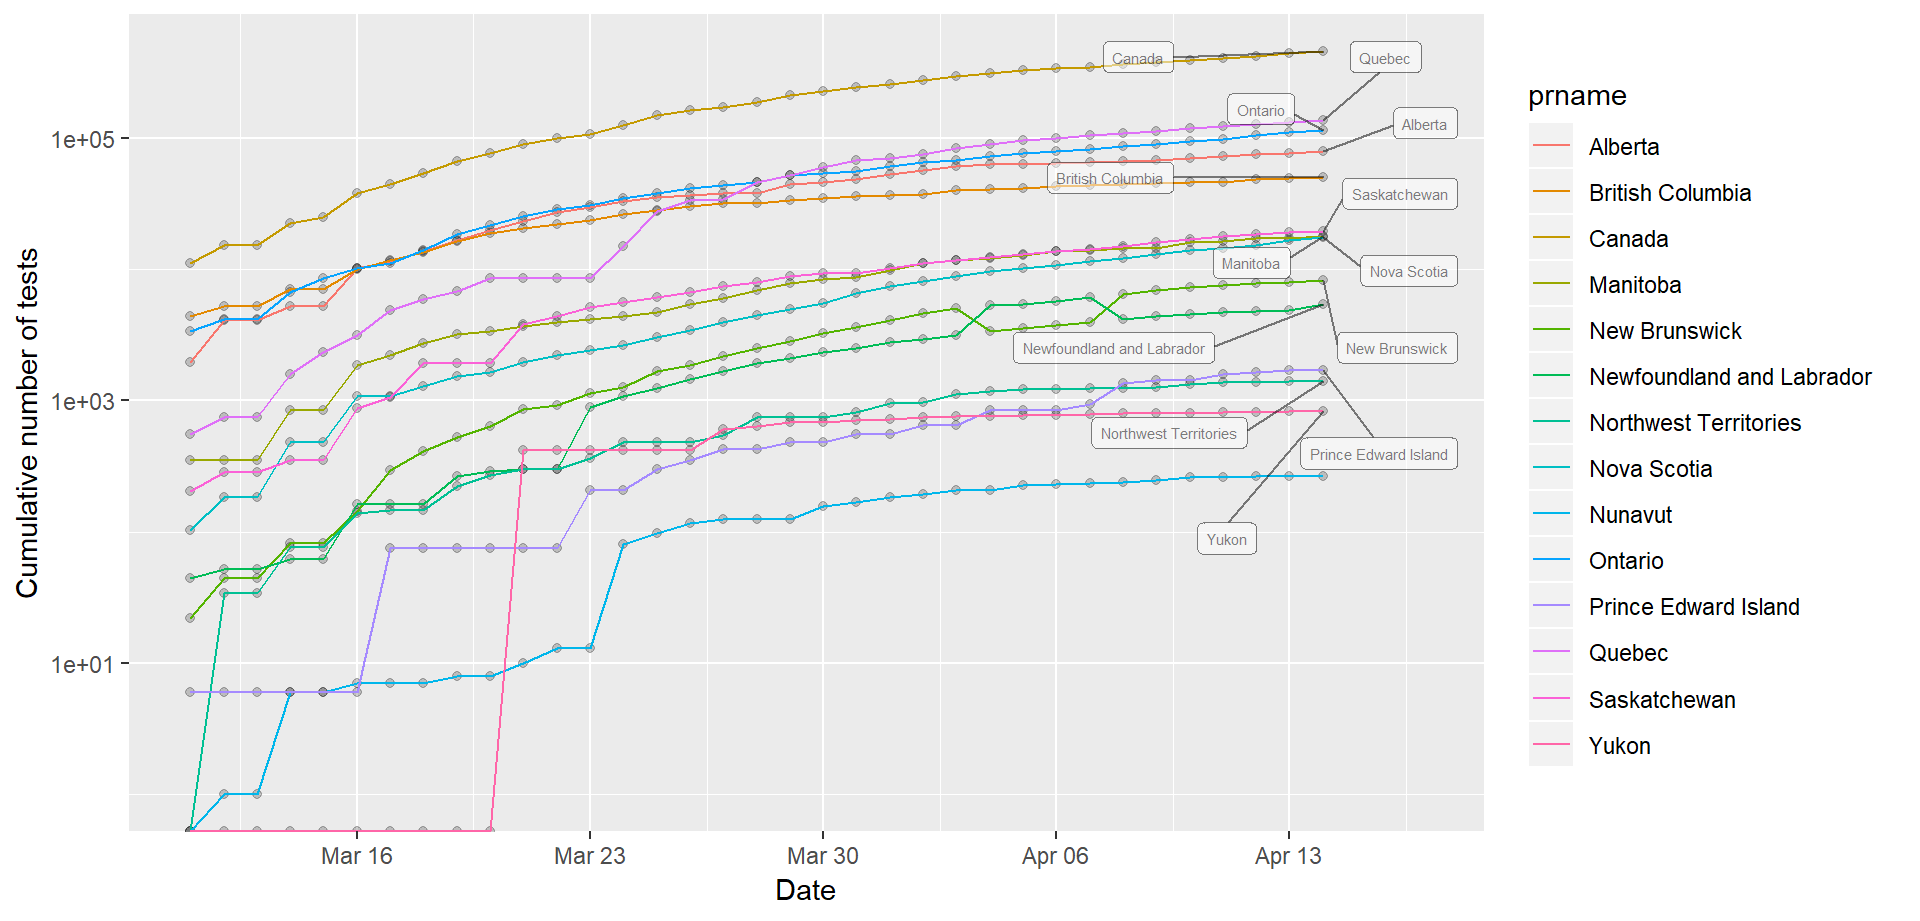 Cumulative number of tests
1e+05
1e+03
1e+01
Canada
Quebec
Ontario
Alberta
British Columbia
Saskatchewan
Manitoba
Nova Scotia
Newfoundland and Labrador
New Brunswick
Northwest Territories
Prince Edward Island
Yukon
Mar 16
Mar 23
Mar 30
Apr 06
Apr 13
Date
prname
Alberta
British Columbia
Canada
Manitoba
New Brunswick
Newfoundland and Labrador
Northwest Territories
Nova Scotia
Nunavut
Ontario
Prince Edward Island
Quebec
Saskatchewan
Yukon